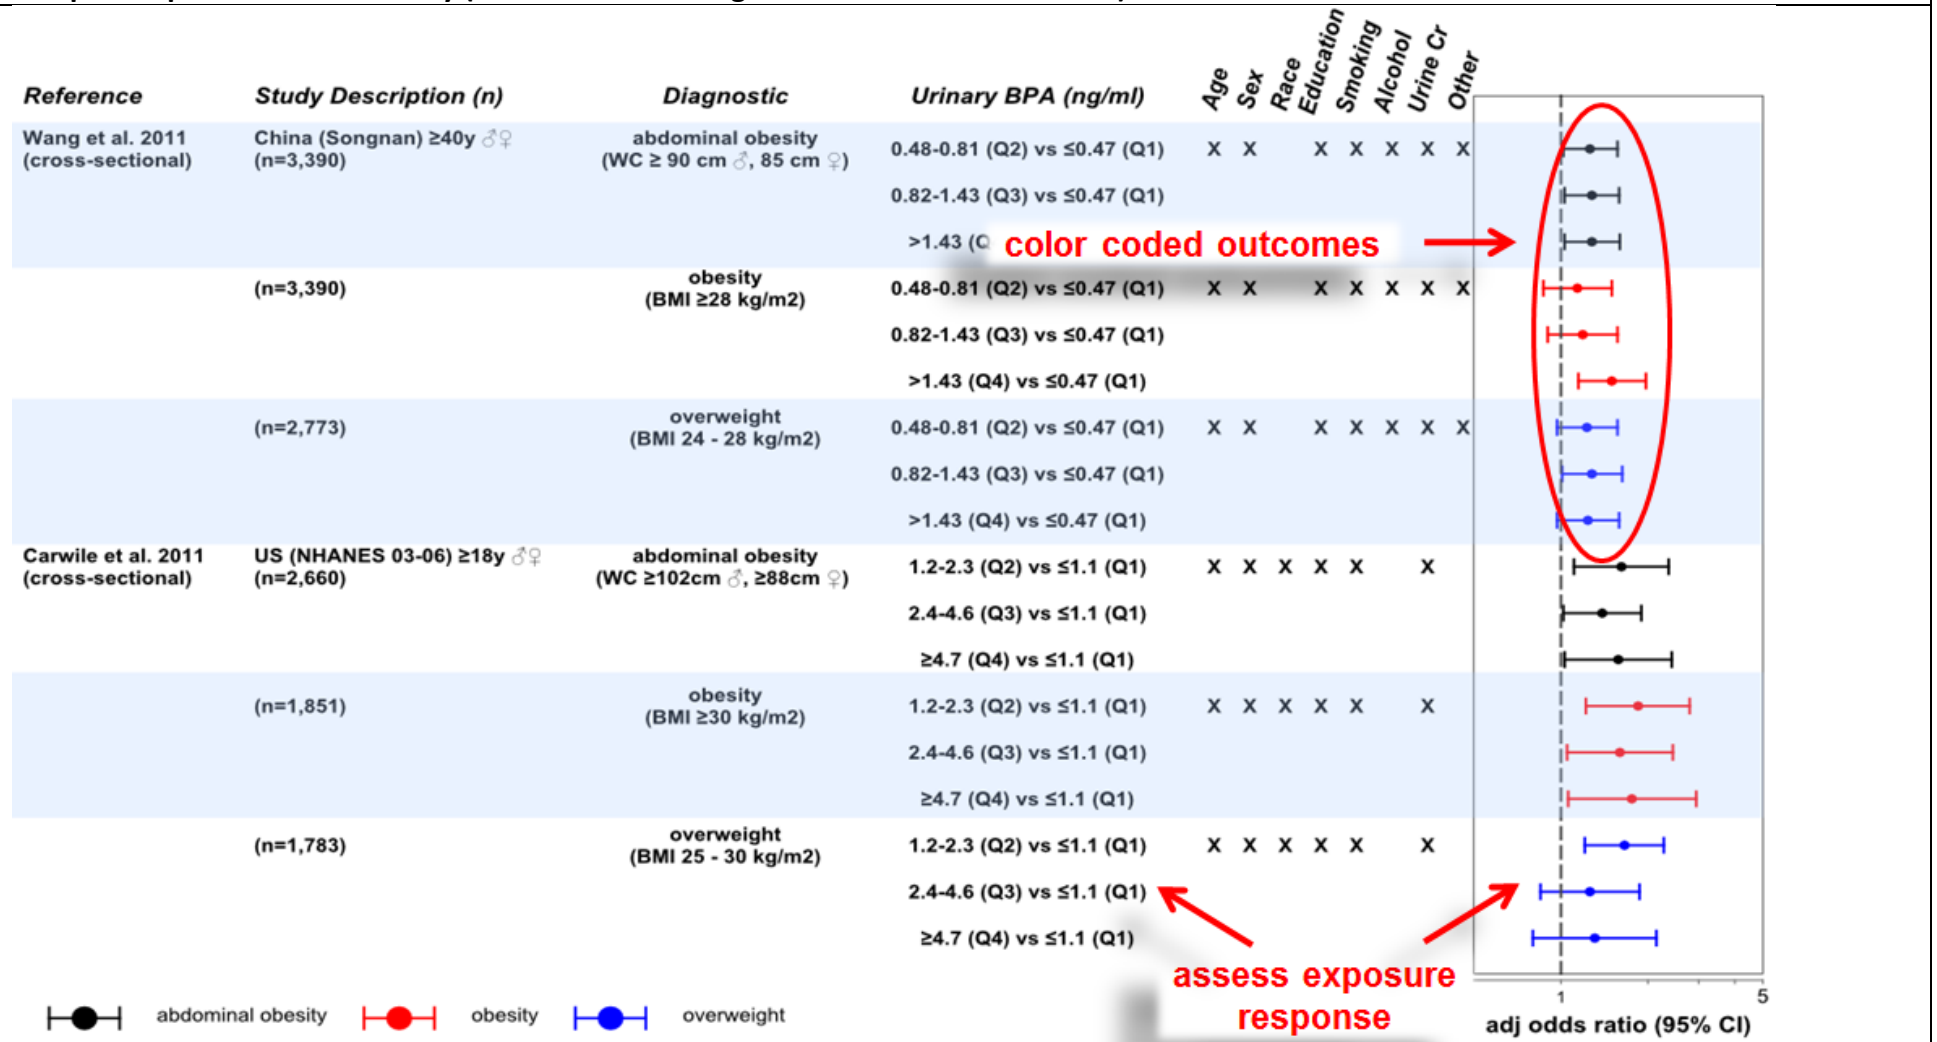 Reference Study Description (n) Diagnostic Urinary BPA (ng/ml) Age Sex Race Education Smoking Alcohol Urine Cr Other
Wang et al. 2011 China (Songnan) ≥40y ♂♀ abdominal obesity
(cross-sectional) (n=3,390) (WC ≥ 90 cm ♂, 85 cm ♀) 0.48-0.81 (Q2) vs ≤0.47 (Q1) X X X X X X X
0.82-1.43 (Q3) vs ≤0.47 (Q1)
>1.43 (Q color coded outcomes
obesity
(n=3,390) (BMI ≥28 kg/m2) 0.48-0.81 (Q2) vs ≤0.47 (Q1) X X X X X X X
0.82-1.43 (Q3) vs ≤0.47 (Q1)
>1.43 (Q4) vs ≤0.47 (Q1)
overweight
(n=2,773) (BMI 24 - 28 kg/m2) 0.48-0.81 (Q2) vs ≤0.47 (Q1) X X X X X X X
0.82-1.43 (Q3) vs ≤0.47 (Q1)
>1.43 (Q4) vs ≤0.47 (Q1)
Carwile et al. 2011 US (NHANES 03-06) ≥18y ♂♀ abdominal obesity
(cross-sectional) (n=2,660) (WC ≥102cm ♂, ≥88cm ♀) 1.2-2.3 (Q2) vs ≤1.1 (Q1) X X X X X X
2.4-4.6 (Q3) vs ≤1.1 (Q1)
≥4.7 (Q4) vs ≤1.1 (Q1)
obesity
(n=1,851) (BMI ≥30 kg/m2) 1.2-2.3 (Q2) vs ≤1.1 (Q1) X X X X X X
2.4-4.6 (Q3) vs ≤1.1 (Q1)
≥4.7 (Q4) vs ≤1.1 (Q1)
overweight
(n=1,783) (BMI 25 - 30 kg/m2) 1.2-2.3 (Q2) vs ≤1.1 (Q1) X X X X X X
2.4-4.6 (Q3) vs ≤1.1 (Q1)
≥4.7 (Q4) vs ≤1.1 (Q1)
assess exposure
response
1 5
adj odds ratio (95% CI)
abdominal obesity obesity overweight